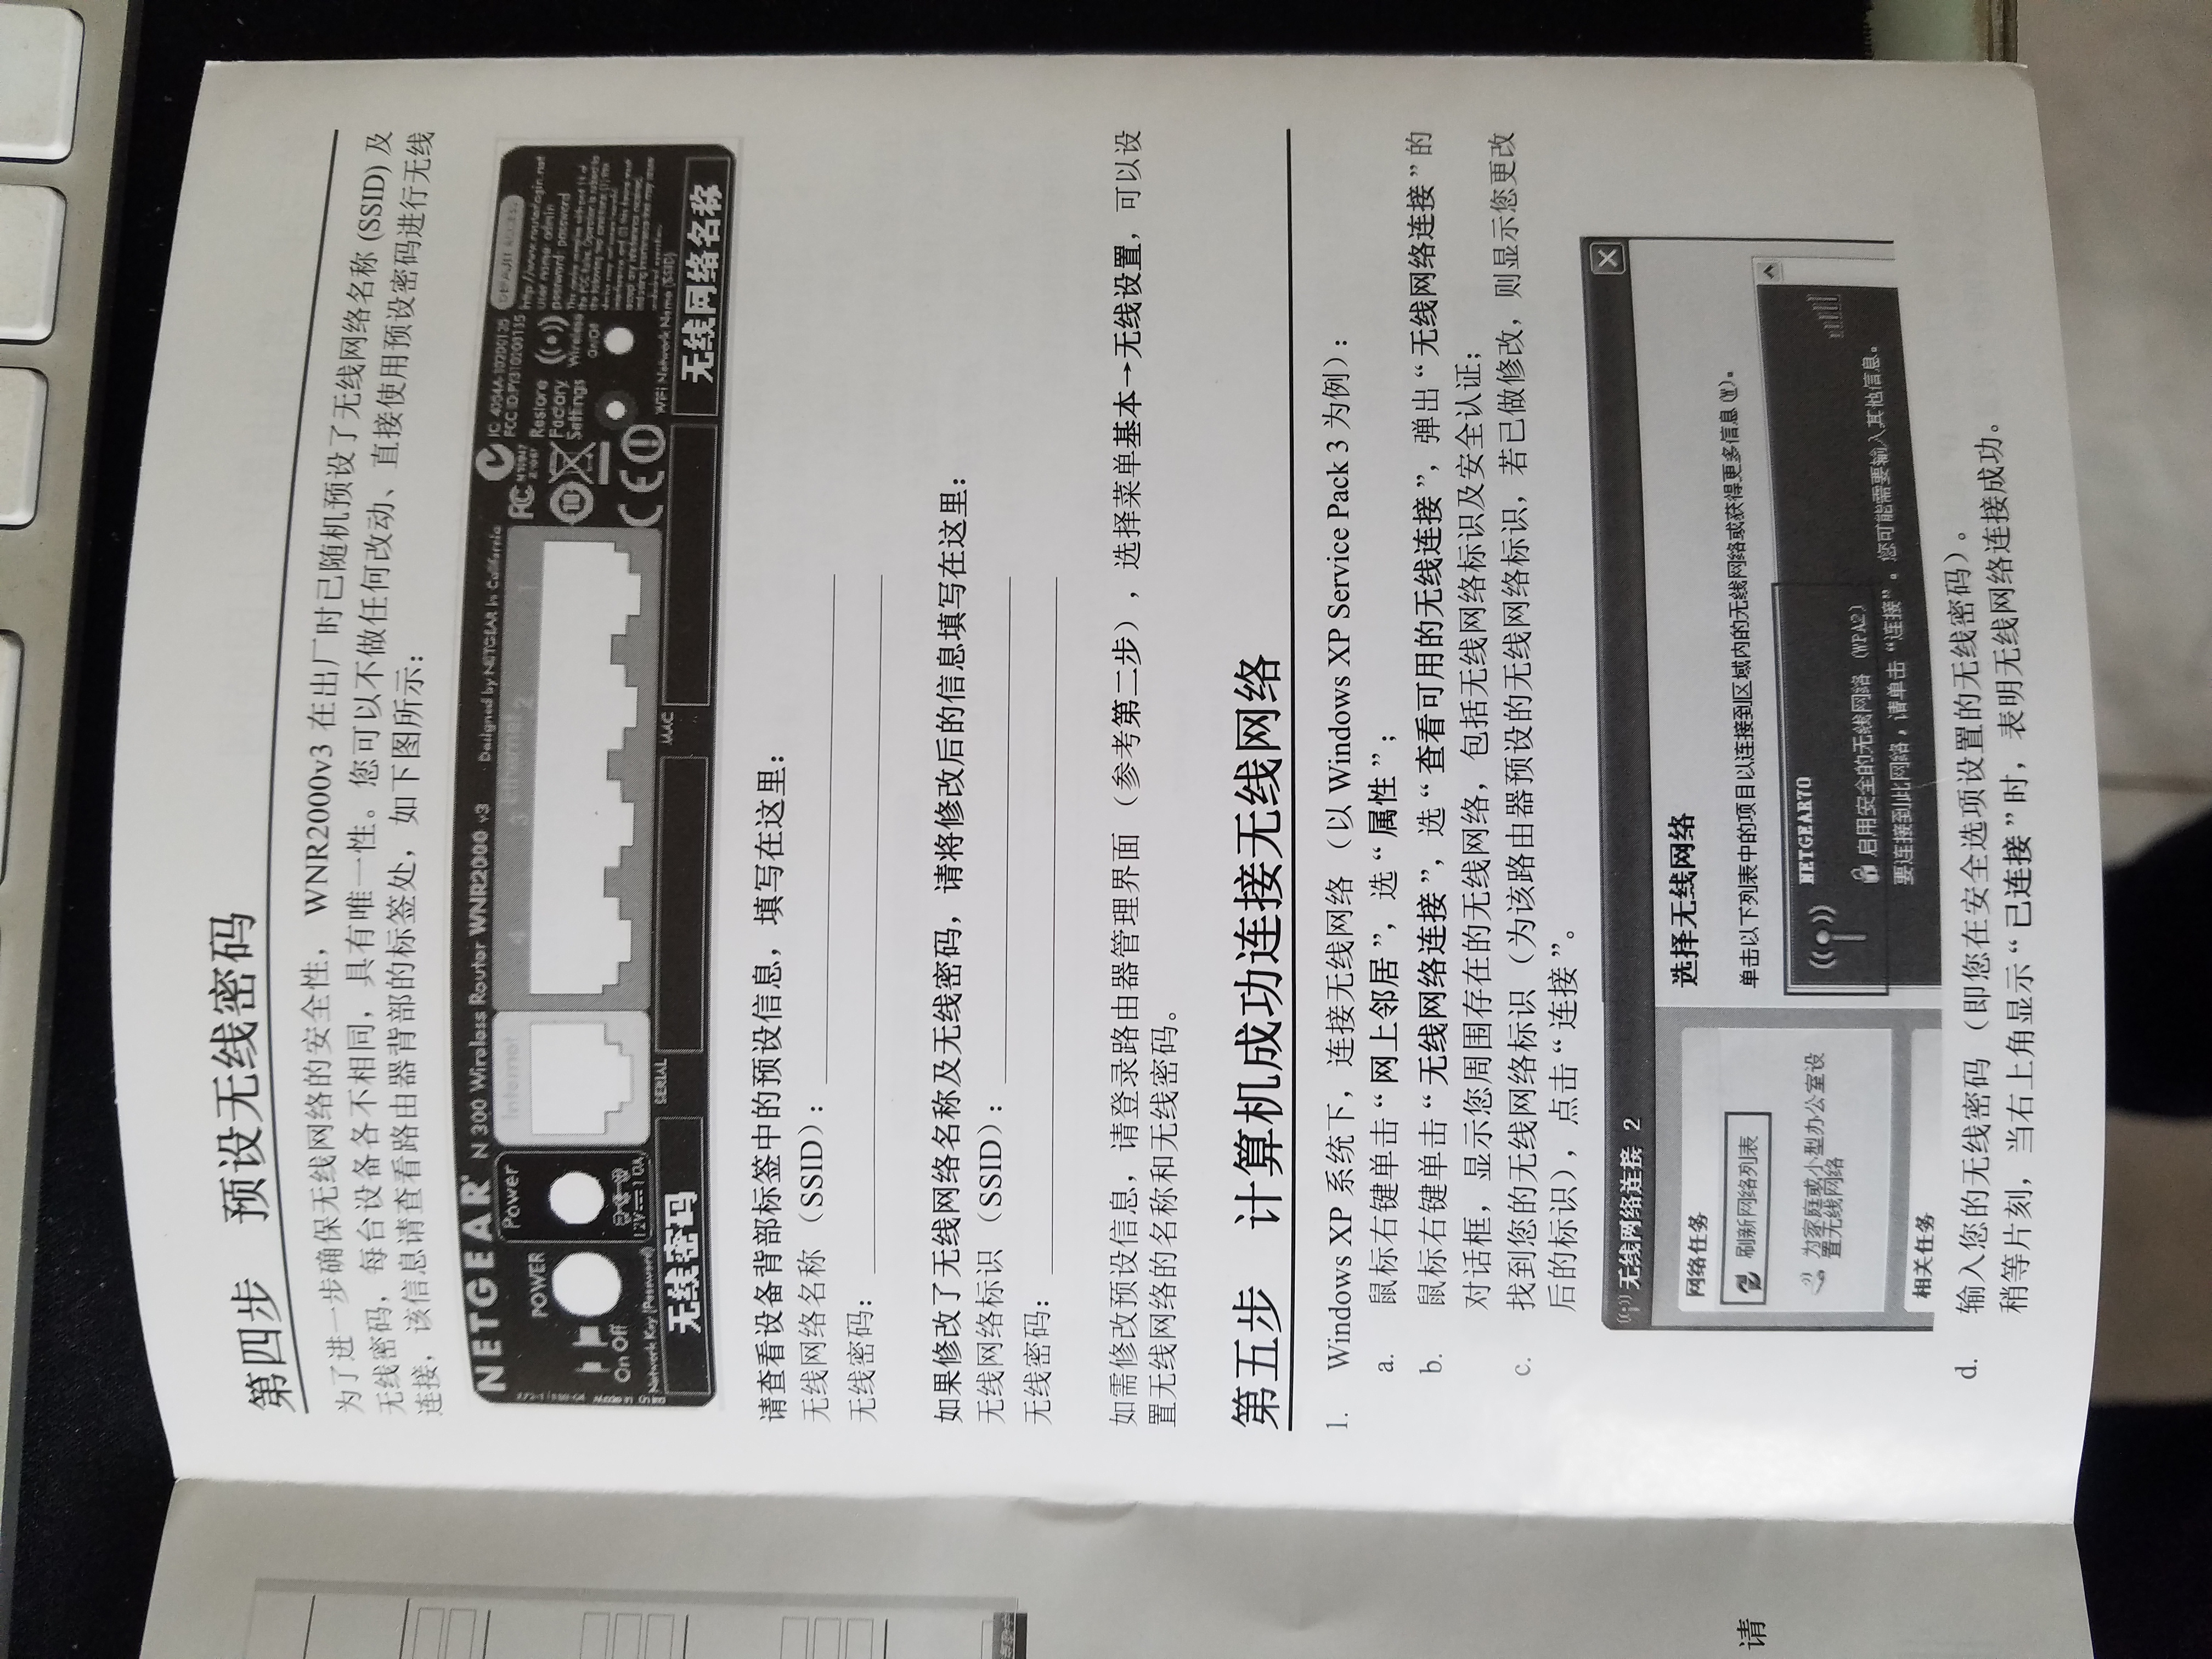 第四步 预设无线密码
为了进一步确保无线网络的安全性， WNR2000v3 在出厂时已随机预设了无线网络名称 (SSID) 及
无线密码，每台设备各不相同，具有唯一性。您可以不做任何改动、直接使用预设密码进行无线
连接，该信息请查看路由器背部的标签处，如下图所示：
NETGEAR N 300 Wireless Router WNR2000 v3 Designed by NETGEAR in California
POWER
On Off
Power
12V 1.0A
Internet
Ethernet
4 3 2 1
FC
CE
Restore
Factory
Settings
Wireless
On/Off
DEFAULT ACCESS
http://www.routerlogin.net
user name: admin
password: password
Network Key (Password)
无线密码
SERIAL
MAC
WiFi Network Name (SSID)
无线网络名称
请查看设备背部标签中的预设信息，填写在这里：
无线网络名称 （SSID）：
无线密码：
如果修改了无线网络名称及无线密码，请将修改后的信息填写在这里：
无线网络标识 （SSID）：
无线密码：
如需修改预设信息，请登录路由器管理界面 （参考第二步），选择菜单基本→无线设置，可以设
置无线网络的名称和无线密码。
第五步 计算机成功连接无线网络
1. Windows XP 系统下，连接无线网络 （以 Windows XP Service Pack 3 为例）：
a. 鼠标右键单击“ 网上邻居 ”，选“ 属性 ”；
b. 鼠标右键单击“ 无线网络连接 ”，选“ 查看可用的无线连接 ”，弹出“ 无线网络连接 ”的
对话框，显示您周围存在的无线网络，包括无线网络标识及安全认证；
c. 找到您的无线网络标识 （为该路由器预设的无线网络标识，若已做修改，则显示您更改
后的标识），点击“ 连接 ”。
无线网络连接 2
网络任务
刷新网络列表
为家庭或小型办公室设
置无线网络
相关任务
选择无线网络
单击以下列表中的项目以连接到区域内的无线网络或获得更多信息(W)。
NETGEAR70
启用安全的无线网络 (WPA2)
要连接到此网络，请单击“连接”。您可能需要输入其他信息。
d. 输入您的无线密码 （即您在安全选项设置的无线密码）。
稍等片刻，当右上角显示“ 已连接 ”时，表明无线网络连接成功。
请